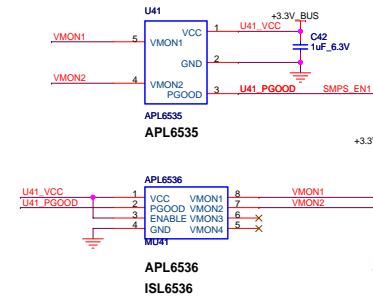 U41
+3.3V_BUS
VMON1 5 VMON1 VCC 1 U41_VCC
C42
1uF_6.3V
GND 2
VMON2 4 VMON2
PGOOD 3 U41_PGOOD SMPS_EN1
APL6535
APL6535
+3.3V
APL6536
U41_VCC 1 VCC VMON1 8 VMON1
U41_PGOOD 2 PGOOD VMON2 7 VMON2
3 ENABLE VMON3 6
4 GND VMON4 5
MU41
APL6536
ISL6536